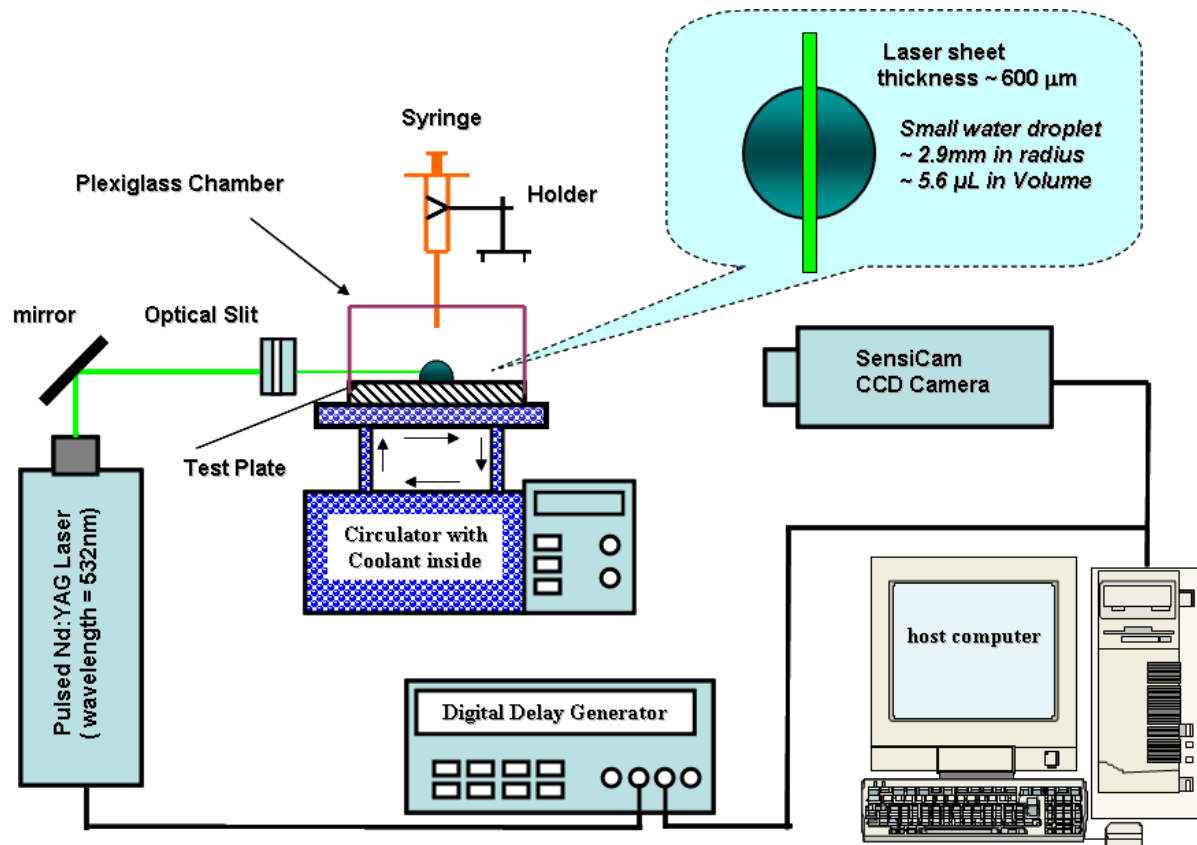 Laser sheet
thickness ~ 600 µm
Small water droplet
~ 2.9mm in radius
~ 5.6 µL in Volume
Syringe
Plexiglass Chamber
Holder
mirror
Optical Slit
SensiCam
CCD Camera
Test Plate
Circulator with
Coolant inside
Pulsed Nd:YAG Laser
( wavelength = 532nm)
host computer
Digital Delay Generator